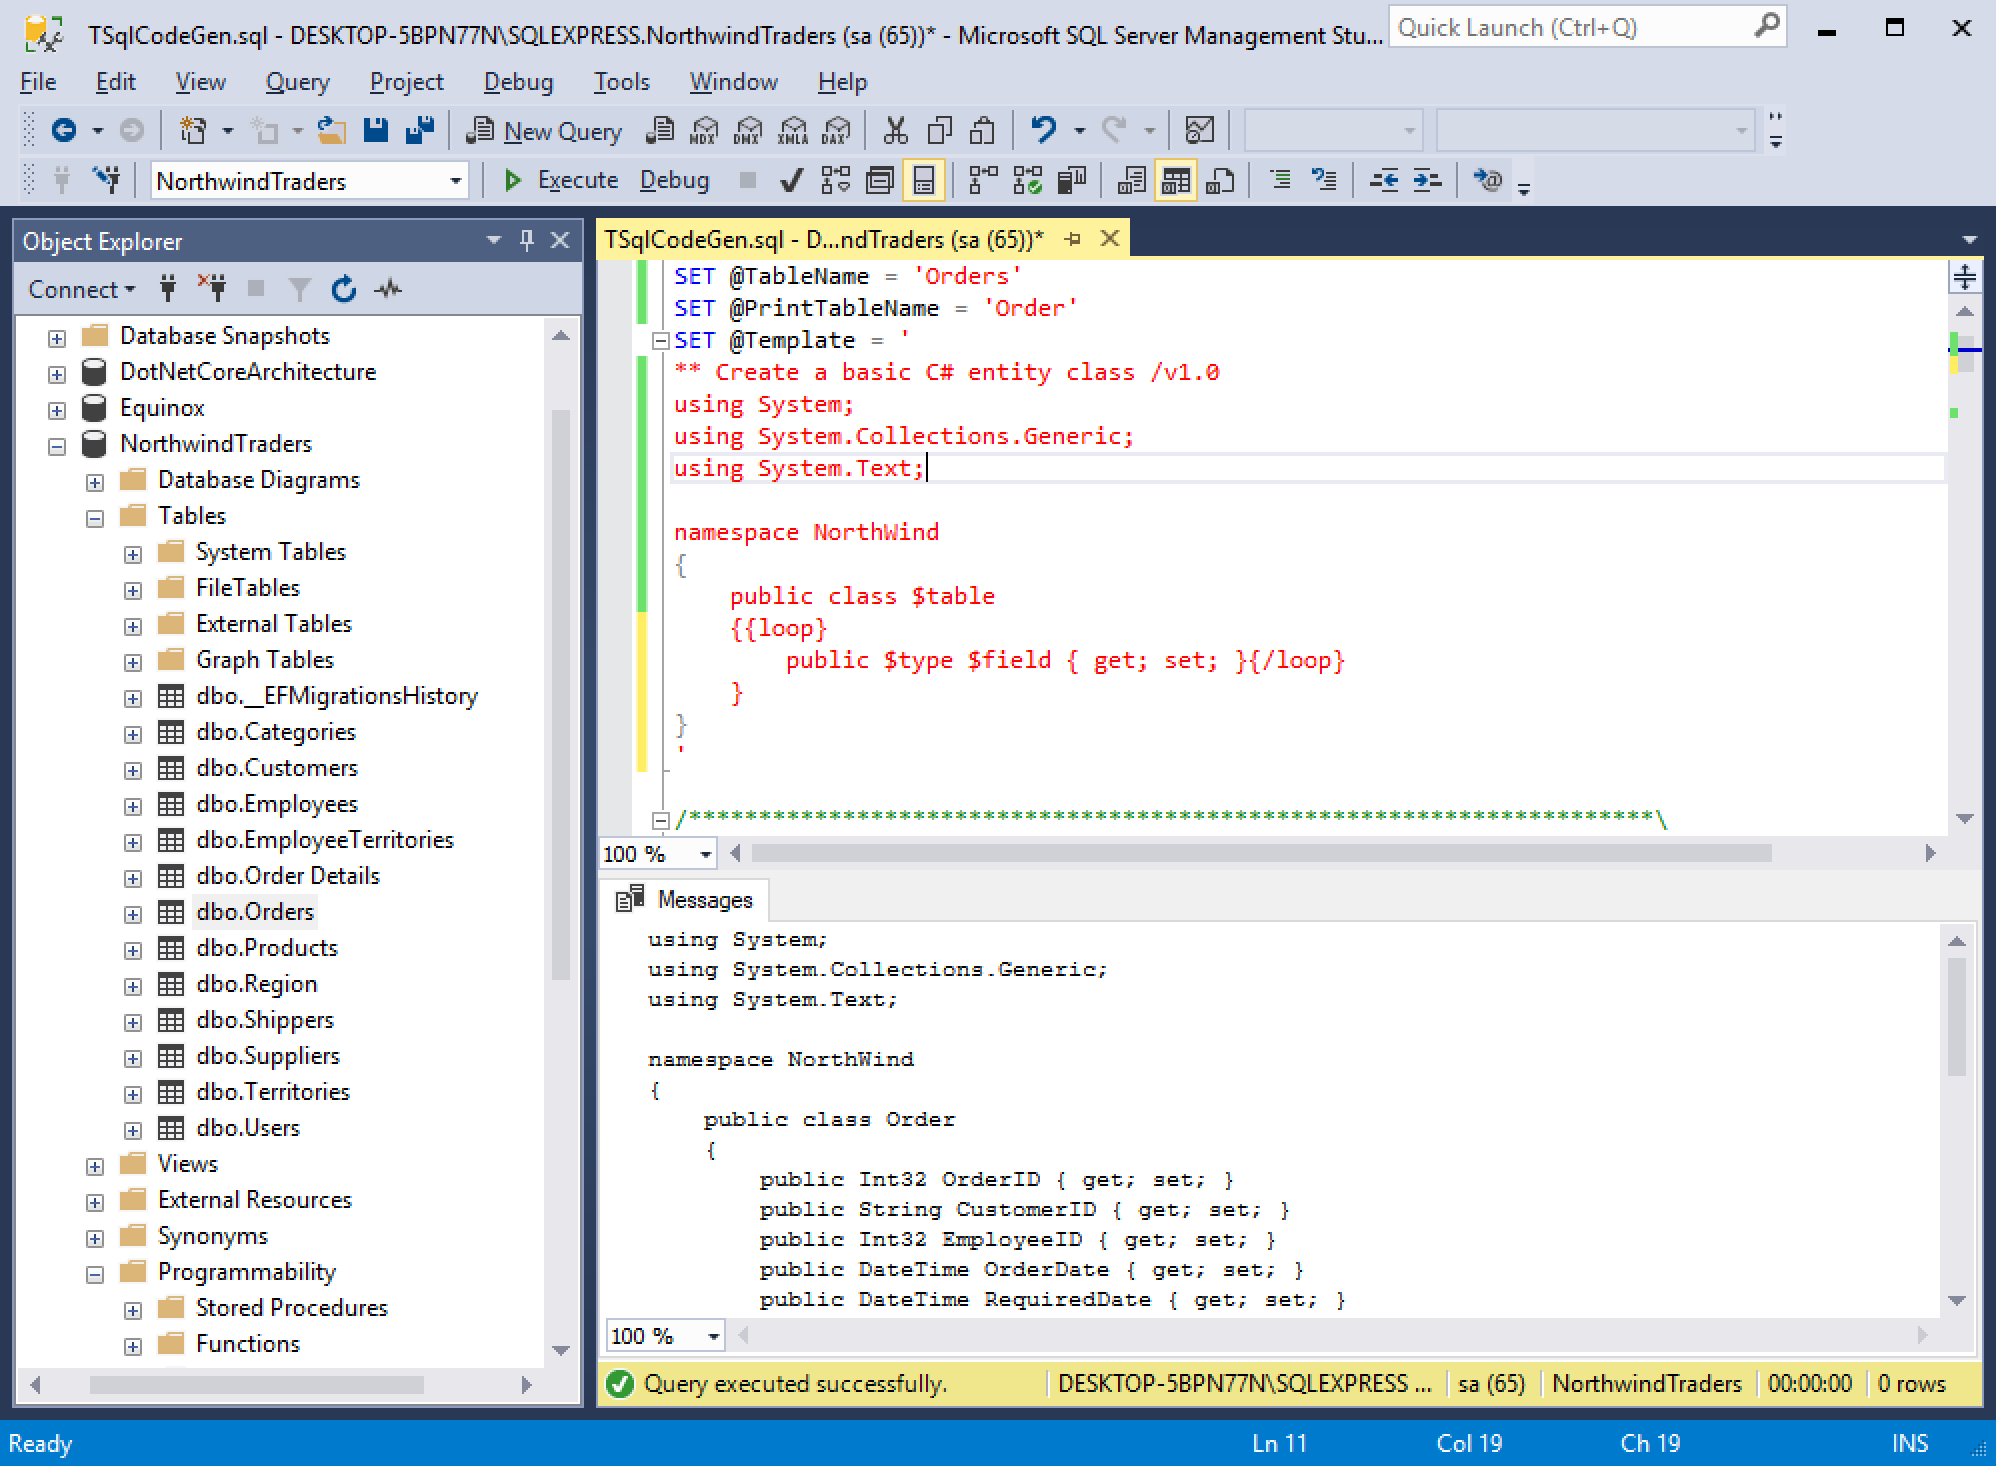 TSqlCodeGen.sql - DESKTOP-5BPN77N\SQLEXPRESS.NorthwindTraders (sa (65))* - Microsoft SQL Server Management Stu...
Quick Launch (Ctrl+Q)
File Edit View Query Project Debug Tools Window Help
New Query MDX DMX XMLA DAX
NorthwindTraders Execute Debug
Object Explorer
Connect
Database Snapshots
DotNetCoreArchitecture
Equinox
NorthwindTraders
Database Diagrams
Tables
System Tables
FileTables
External Tables
Graph Tables
dbo.__EFMigrationsHistory
dbo.Categories
dbo.Customers
dbo.Employees
dbo.EmployeeTerritories
dbo.Order Details
dbo.Orders
dbo.Products
dbo.Region
dbo.Shippers
dbo.Suppliers
dbo.Territories
dbo.Users
Views
External Resources
Synonyms
Programmability
Stored Procedures
Functions
TSqlCodeGen.sql - D...ndTraders (sa (65))*
SET @TableName = 'Orders'
SET @PrintTableName = 'Order'
SET @Template = '
** Create a basic C# entity class /v1.0
using System;
using System.Collections.Generic;
using System.Text;
namespace NorthWind
{
public class $table
{{loop}
public $type $field { get; set; }{/loop}
}
}
'
/**********************************************************************\
100 %
Messages
using System;
using System.Collections.Generic;
using System.Text;
namespace NorthWind
{
public class Order
{
public Int32 OrderID { get; set; }
public String CustomerID { get; set; }
public Int32 EmployeeID { get; set; }
public DateTime OrderDate { get; set; }
public DateTime RequiredDate { get; set; }
100 %
Query executed successfully. DESKTOP-5BPN77N\SQLEXPRESS ... sa (65) NorthwindTraders 00:00:00 0 rows
Ready Ln 11 Col 19 Ch 19 INS